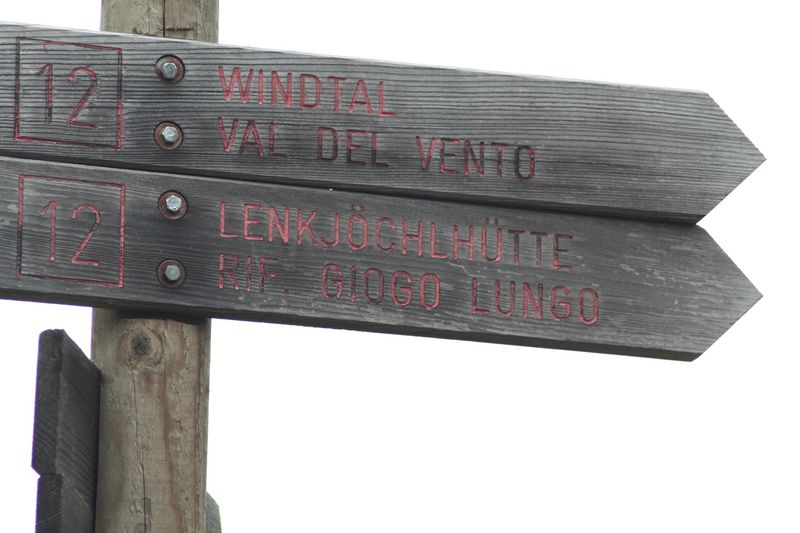 12
WINDTAL
VAL DEL VENTO
12
LENKJÖCHLHÜTTE
RIF. GIOGO LUNGO